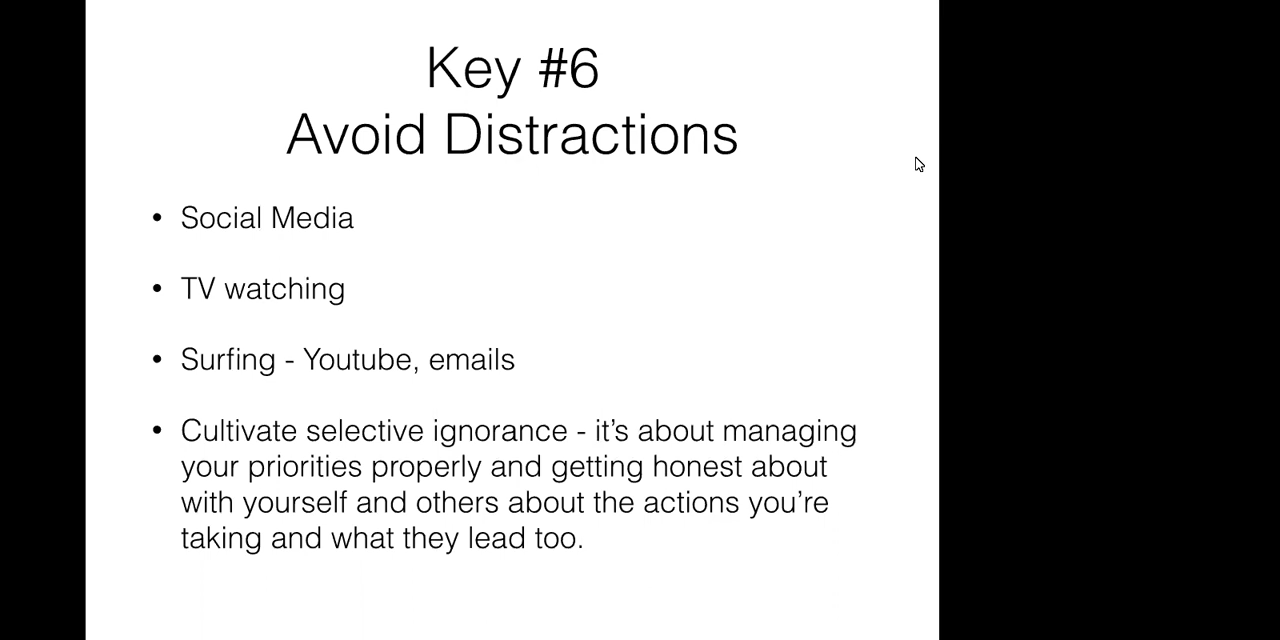 Key #6
Avoid Distractions
• Social Media
• TV watching
• Surfing - Youtube, emails
• Cultivate selective ignorance - it’s about managing
your priorities properly and getting honest about
with yourself and others about the actions you’re
taking and what they lead too.